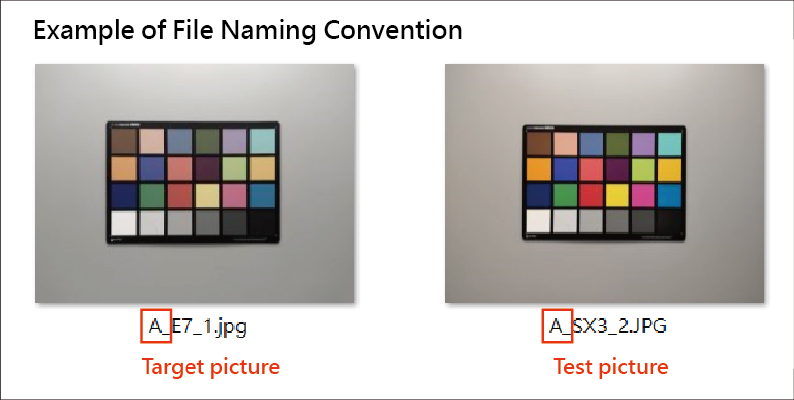 Example of File Naming Convention
A_E7_1.jpg
A_SX3_2.JPG
Target picture
Test picture